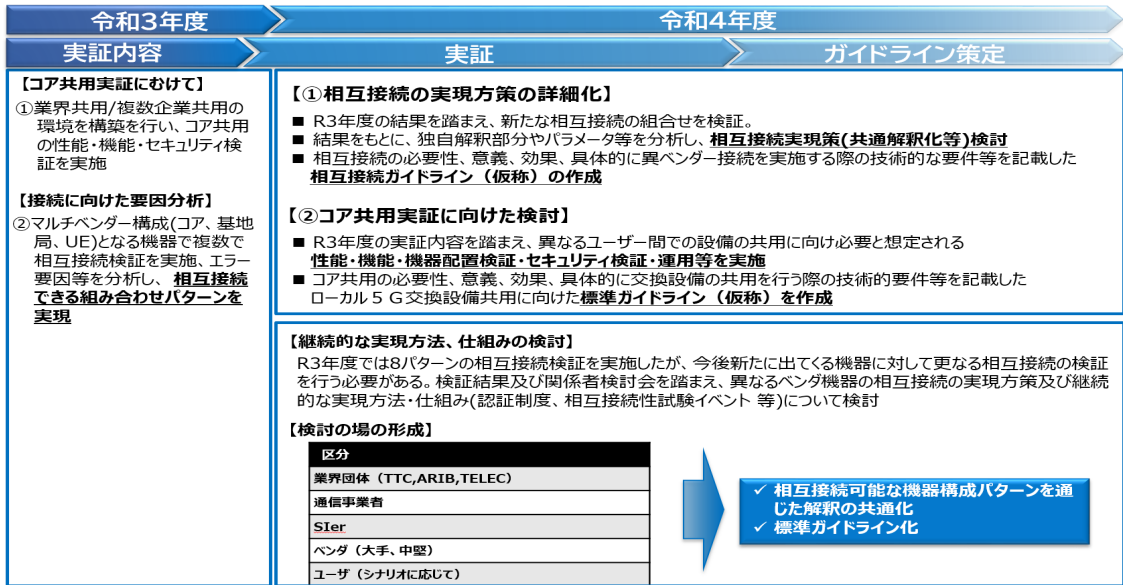 令和3年度
令和4年度
実証内容
実証
ガイドライン策定
【コア共用実証にむけて】
①業界共用/複数企業共用の
環境を構築を行い、コア共用
の性能・機能・セキュリティ検
証を実施
【接続に向けた要因分析】
②マルチベンダー構成(コア、基地
局、UE)となる機器で複数で
相互接続検証を実施、エラー
要因等を分析し、相互接続
できる組み合わせパターンを
実現
【①相互接続の実現方策の詳細化】
■ R3年度の結果を踏まえ、新たな相互接続の組合せを検証。
■ 結果をもとに、独自解釈部分やパラメータ等を分析し、相互接続実現策(共通解釈化等)検討
■ 相互接続の必要性、意義、効果、具体的に異ベンダー接続を実施する際の技術的な要件等を記載した
相互接続ガイドライン（仮称）の作成
【②コア共用実証に向けた検討】
■ R3年度の実証内容を踏まえ、異なるユーザー間での設備の共用に向け必要と想定される
性能・機能・機器配置検証・セキュリティ検証・運用等を実施
■ コア共用の必要性、意義、効果、具体的に交換設備の共用を行う際の技術的要件等を記載した
ローカル５Ｇ交換設備共用に向けた標準ガイドライン（仮称）を作成
【継続的な実現方法、仕組みの検討】
R3年度では8パターンの相互接続検証を実施したが、今後新たに出てくる機器に対して更なる相互接続の検証
を行う必要がある。検証結果及び関係者検討会を踏まえ、異なるベンダ機器の相互接続の実現方策及び継続
的な実現方法・仕組み(認証制度、相互接続性試験イベント 等)について検討
【検討の場の形成】
区分
業界団体（TTC,ARIB,TELEC）
通信事業者
SIer
ベンダ（大手、中堅）
ユーザ（シナリオに応じて）
✓ 相互接続可能な機器構成パターンを通
じた解釈の共通化
✓ 標準ガイドライン化